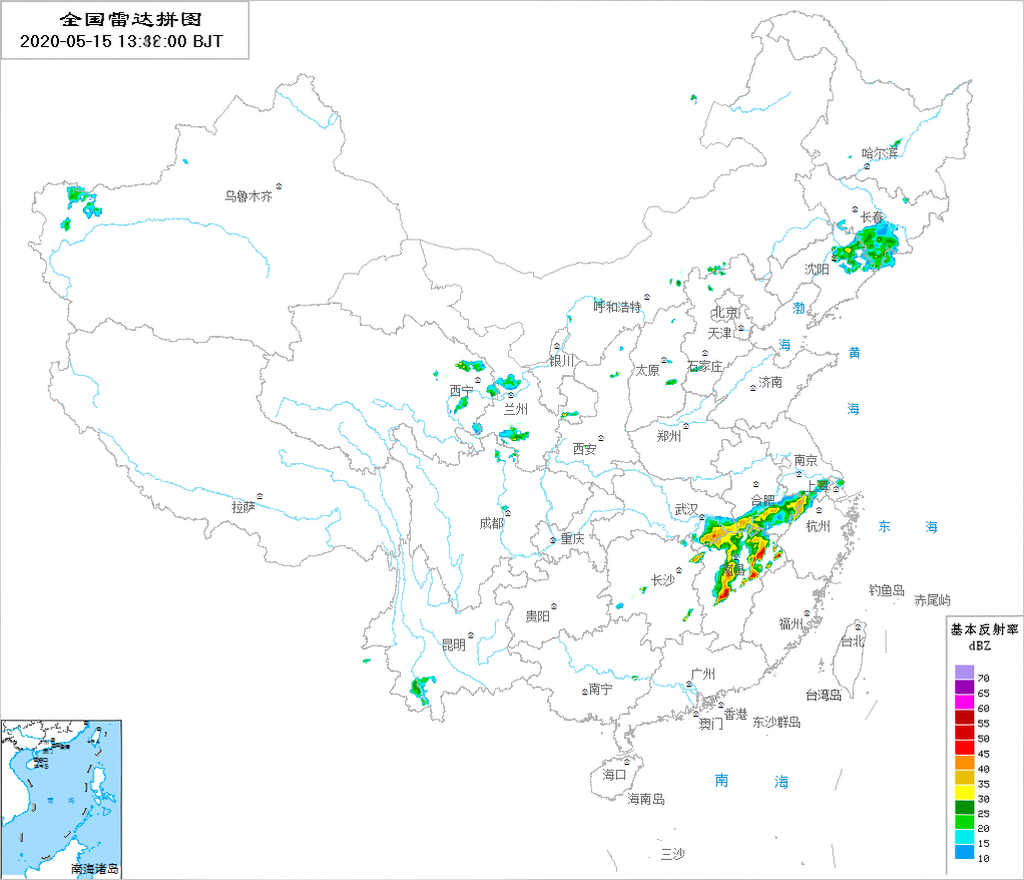 全国雷达拼图
2020-05-15 13:42:00 BJT
哈尔滨
乌鲁木齐
长春
沈阳
呼和浩特
北京
渤
天津
海
黄
银川
太原
石家庄
济南
西宁
海
兰州
郑州
西安
南京
上海
合肥
拉萨
武汉
成都
杭州
东 海
重庆
南昌
长沙
钓鱼岛
赤尾屿
贵阳
福州
基本反射率
dBZ
昆明
台北
广州
70
南宁
65
台湾岛
香港
60
澳门
东沙群岛
55
50
45
海口
40
南 海
35
海南岛
30
25
20
15
三沙
10
南 海
南海诸岛